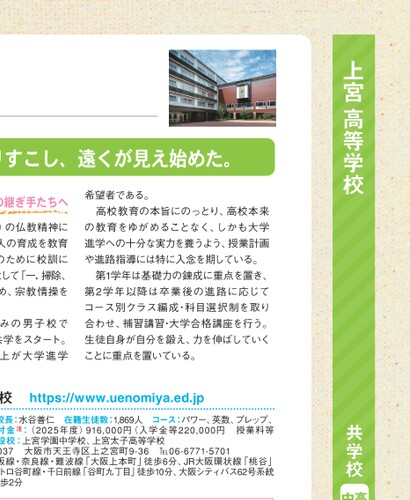 上宮 高等学校
りすこし、遠くが見え始めた。
の継ぎ手たちへ
の仏教精神に
人の育成を教育
のために校訓に
して「一．掃除、
め、宗教情操を
みの男子校で
共学をスタート。
上が大学進学
希望者である。
高校教育の本旨にのっとり、高校本来
の教育をゆがめることなく、しかも大学
進学への十分な実力を養うよう、授業計画
や進路指導には特に入念を期している。
第1学年は基礎力の錬成に重点を置き、
第2学年以降は卒業後の進路に応じて
コース別クラス編成・科目選択制を取り
合わせ、補習講習・大学合格講座を行う。
生徒自身が自分を鍛え、力を伸ばしていく
ことに重点を置いている。
校 https://www.uenomiya.ed.jp
校長：水谷善仁 在籍生徒数：1,869人 コース：パワー、英数、プレップ、
付金注：（2025年度）916,000円（入学金等220,000円 授業料等
設校：上宮学園中学校、上宮太子高等学校
037 大阪市天王寺区上之宮町9-36 TEL06-6771-5701
阪線・奈良線・難波線「大阪上本町」徒歩6分、JR大阪環状線「桃谷」
トロ谷町線・千日前線「谷町九丁目」徒歩10分、大阪シティバス62号系統
歩2分
共学校
中高